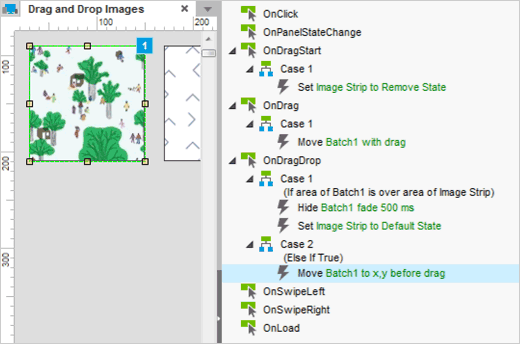 Drag and Drop Images
100
200
100
200
300
1
OnClick
OnPanelStateChange
OnDragStart
Case 1
Set Image Strip to Remove State
OnDrag
Case 1
Move Batch1 with drag
OnDragDrop
Case 1
(If area of Batch1 is over area of Image Strip)
Hide Batch1 fade 500 ms
Set Image Strip to Default State
Case 2
(Else If True)
Move Batch1 to x,y before drag
OnSwipeLeft
OnSwipeRight
OnLoad